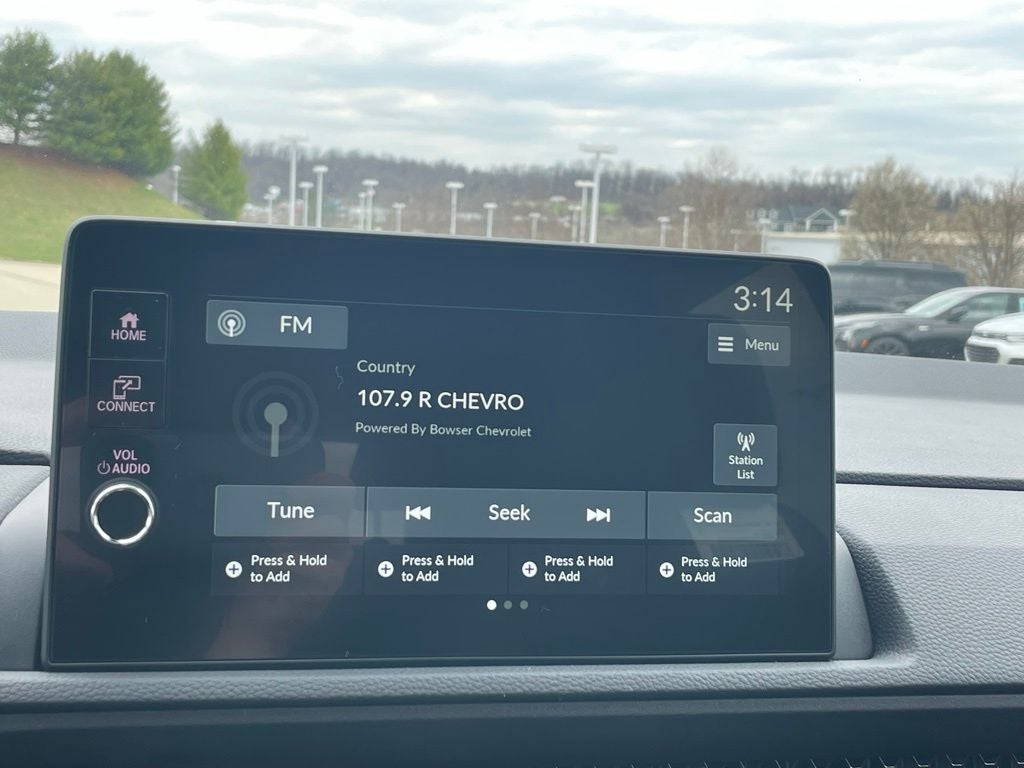 3:14
HOME
FM
Menu
Country
107.9 R CHEVRO
Powered By Bowser Chevrolet
CONNECT
Station
List
VOL
AUDIO
Tune
Seek
Scan
Press & Hold
to Add
Press & Hold
to Add
Press & Hold
to Add
Press & Hold
to Add